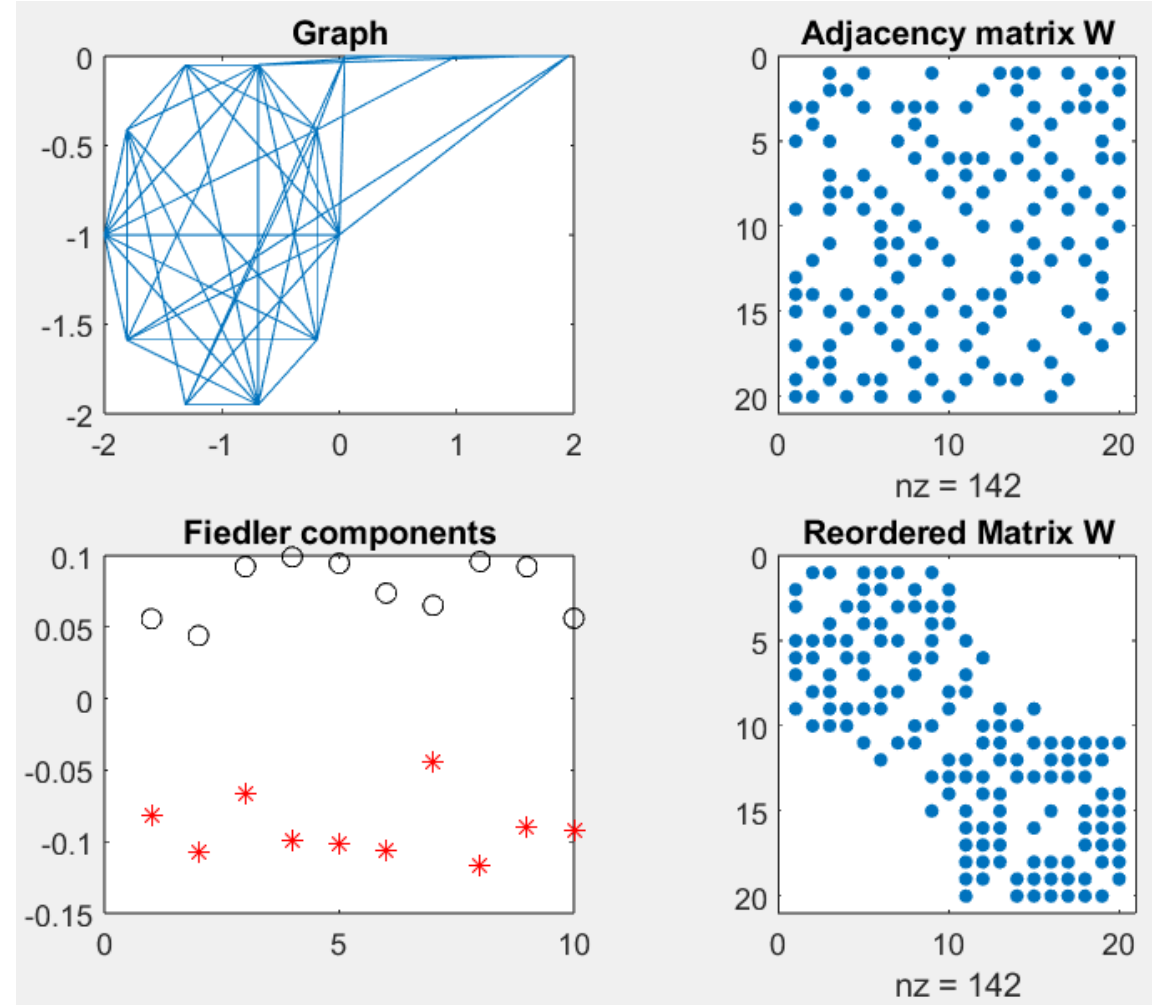 Graph
0
-0.5
-1
-1.5
-2
-2 -1 0 1 2
Adjacency matrix W
0
5
10
15
20
0 10 20
nz = 142
Fiedler components
0.1
0.05
0
-0.05
-0.1
-0.15
0 5 10
Reordered Matrix W
0
5
10
15
20
0 10 20
nz = 142